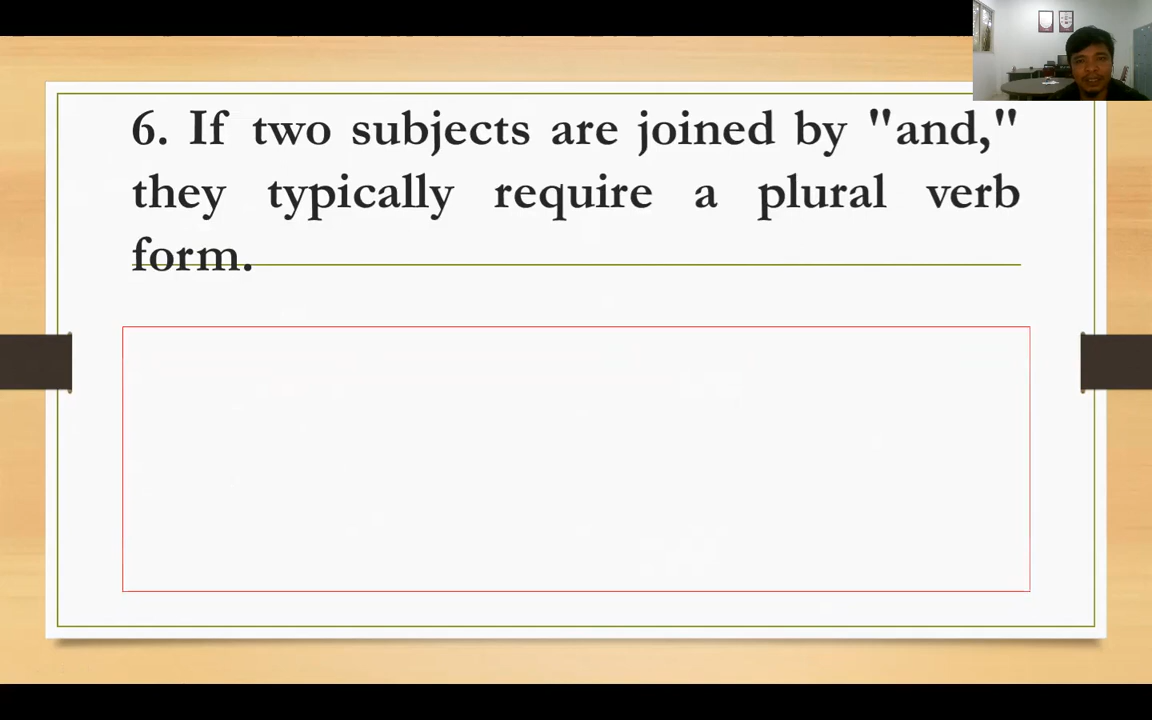 6. If two subjects are joined by "and,"
they typically require a plural verb
form.